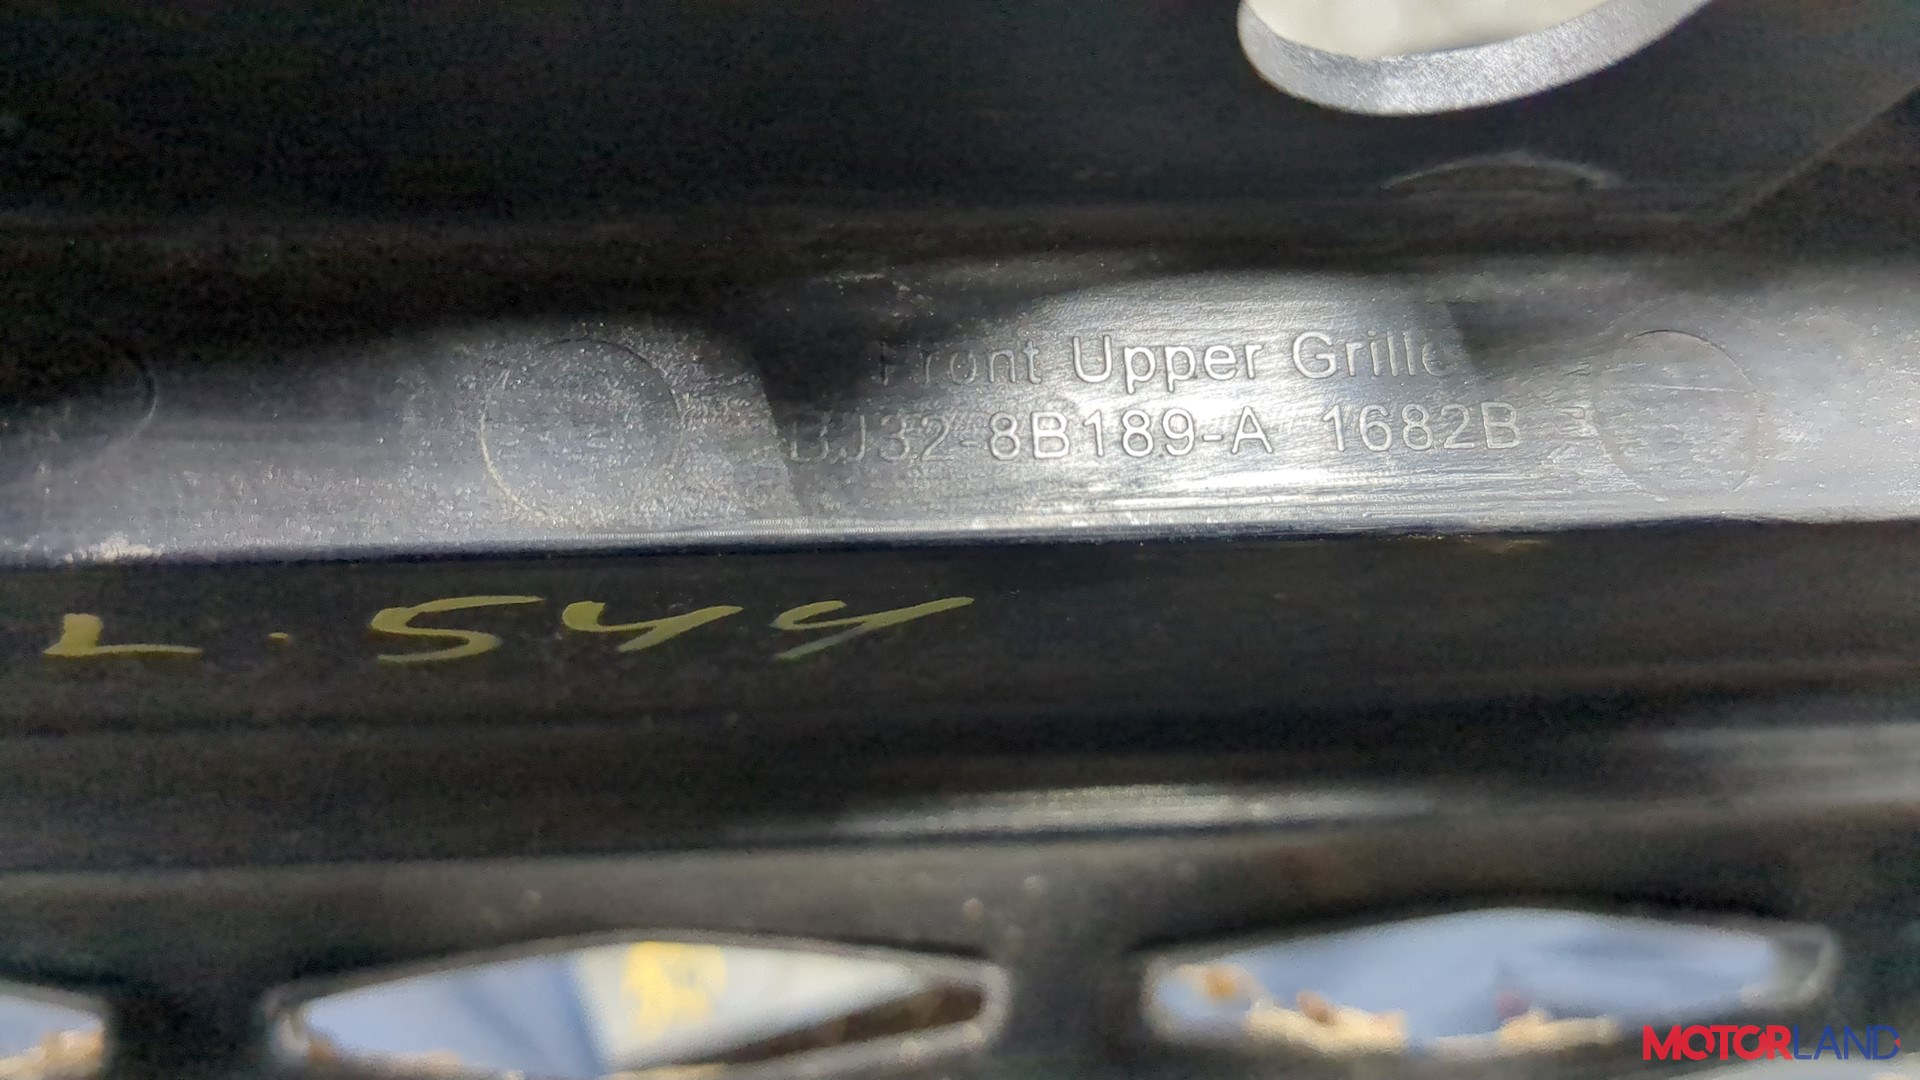 Front Upper Grille
BJ32-8B189-A 1682B
L.544
MOTORLAND